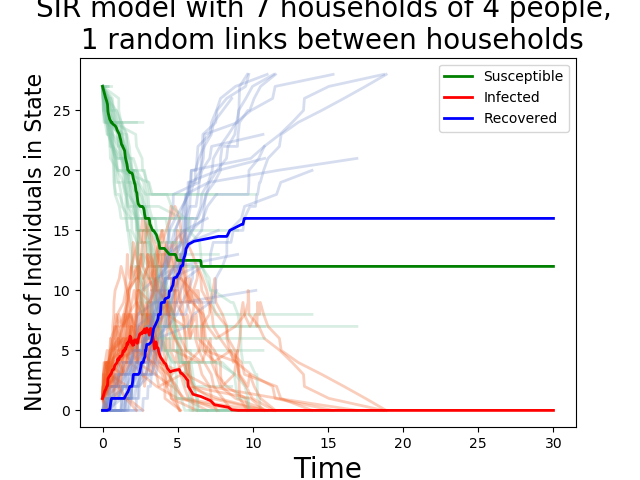 SIR model with 7 households of 4 people,
1 random links between households
Number of Individuals in State
25
20
15
10
5
0
Susceptible
Infected
Recovered
0 5 10 15 20 25 30
Time